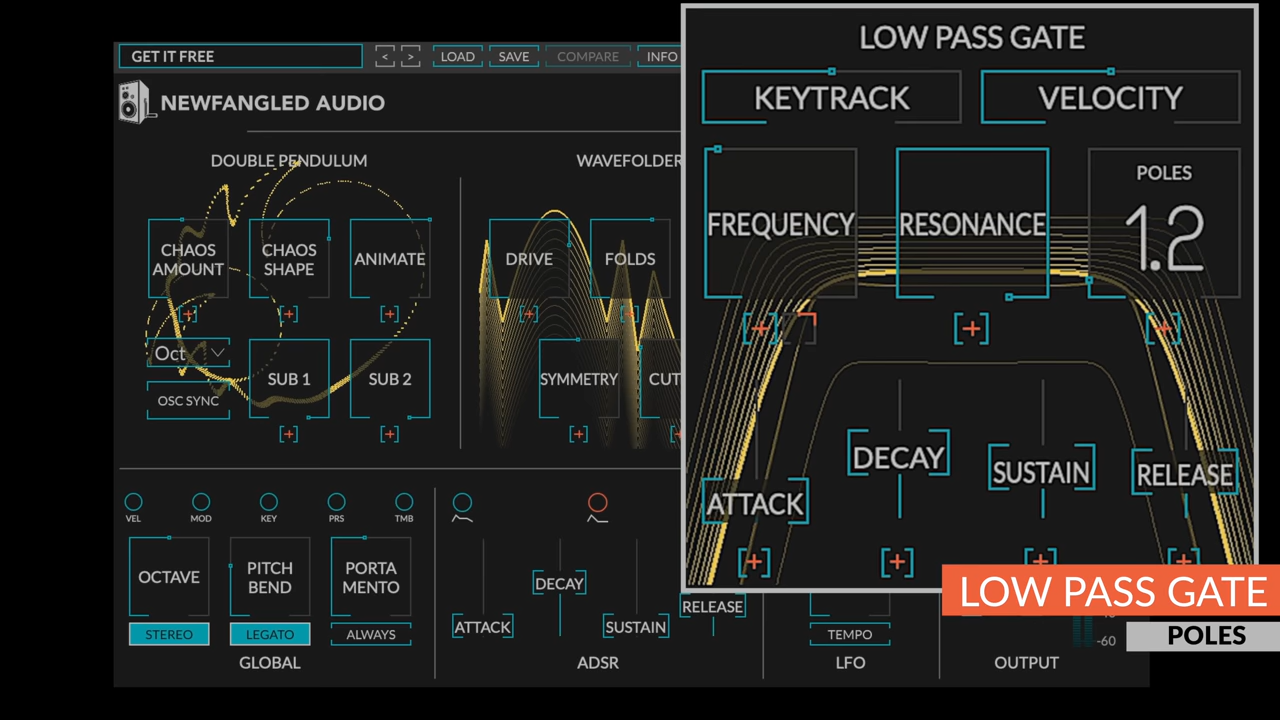 GET IT FREE
< > LOAD SAVE COMPARE INFO
NEWFANGLED AUDIO
DOUBLE PENDULUM
CHAOS AMOUNT
CHAOS SHAPE
ANIMATE
Oct
OSC SYNC
SUB 1
SUB 2
WAVEFOLDER
DRIVE
FOLDS
SYMMETRY
CUT
LOW PASS GATE
KEYTRACK
VELOCITY
FREQUENCY
RESONANCE
POLES
1.2
ATTACK
DECAY
SUSTAIN
RELEASE
LOW PASS GATE
POLES
VEL
MOD
KEY
PRS
TMB
OCTAVE
PITCH BEND
PORTA MENTO
STEREO
LEGATO
ALWAYS
GLOBAL
ATTACK
DECAY
SUSTAIN
RELEASE
ADSR
TEMPO
LFO
-60
OUTPUT